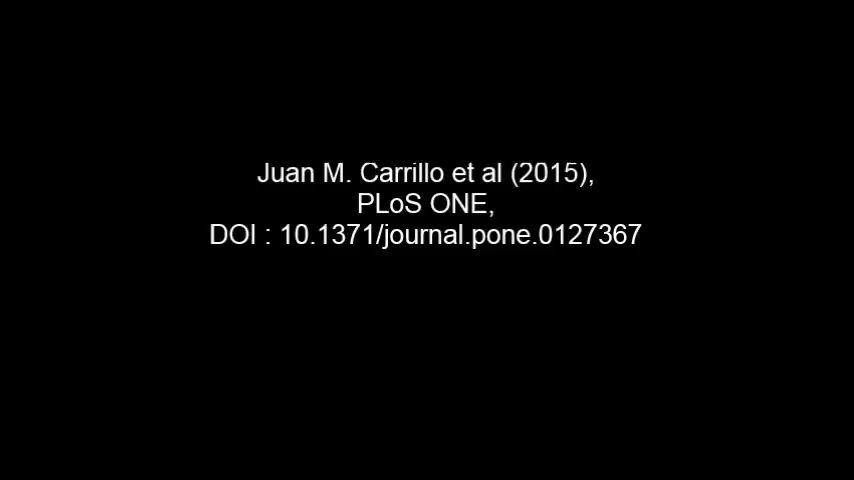 Juan M. Carrillo et al (2015),
PLoS ONE,
DOI : 10.1371/journal.pone.0127367